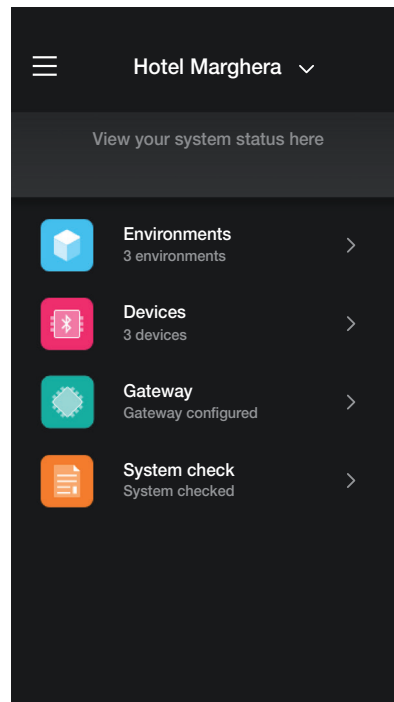 Hotel Marghera
View your system status here
Environments
3 environments
Devices
3 devices
Gateway
Gateway configured
System check
System checked